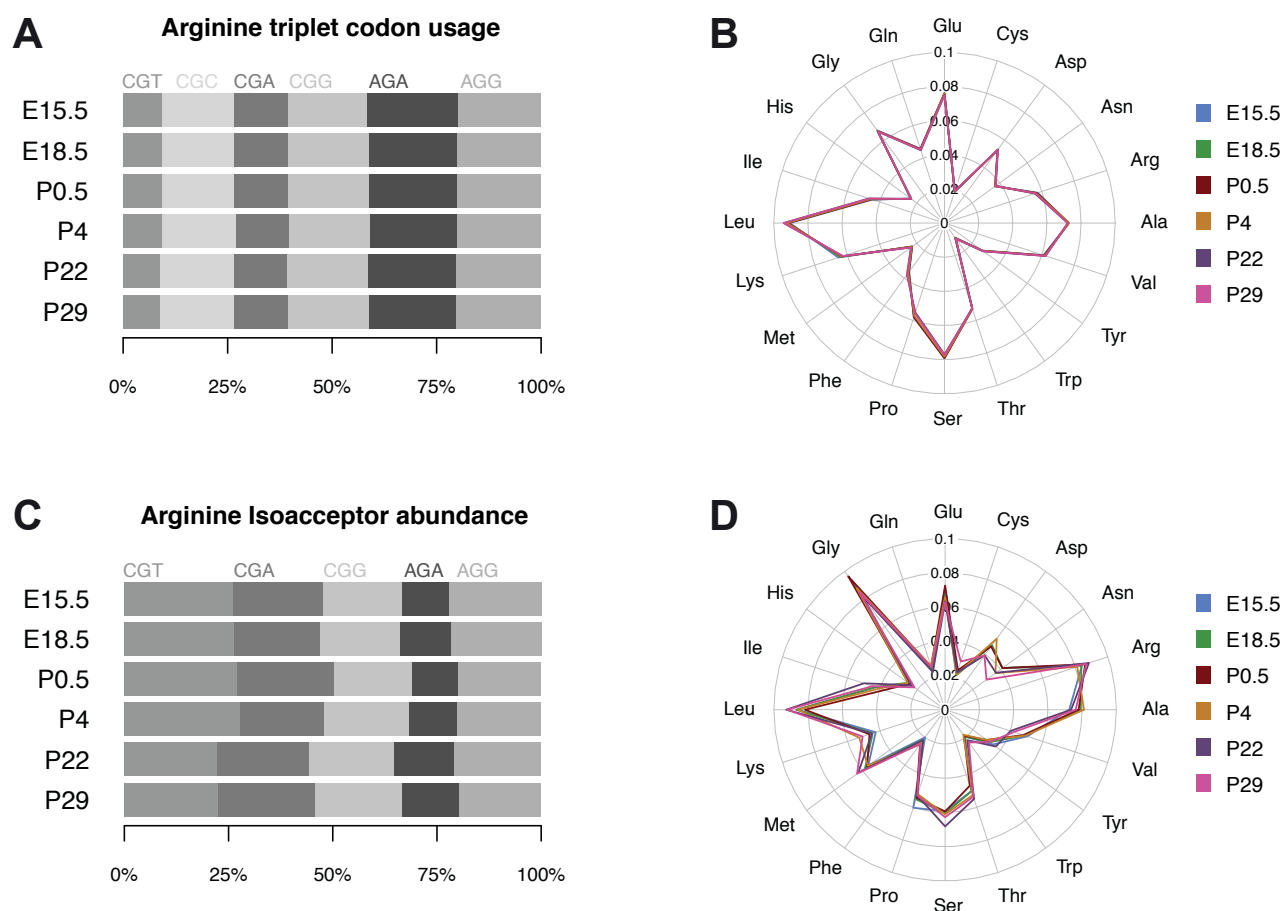 A
Arginine triplet codon usage
CGT CGC CGA CGG AGA AGG
E15.5
E18.5
P0.5
P4
P22
P29
0% 25% 50% 75% 100%
B
Glu
Cys
Asp
Asn
Arg
Ala
Val
Tyr
Trp
Thr
Ser
Pro
Phe
Met
Lys
Leu
Ile
His
Gly
Gln
0.1
0.08
0.06
0.04
0.02
0
E15.5
E18.5
P0.5
P4
P22
P29
C
Arginine Isoacceptor abundance
CGT CGA CGG AGA AGG
E15.5
E18.5
P0.5
P4
P22
P29
0% 25% 50% 75% 100%
D
Glu
Cys
Asp
Asn
Arg
Ala
Val
Tyr
Trp
Thr
Ser
Pro
Phe
Met
Lys
Leu
Ile
His
Gly
Gln
0.1
0.08
0.06
0.04
0.02
0
E15.5
E18.5
P0.5
P4
P22
P29